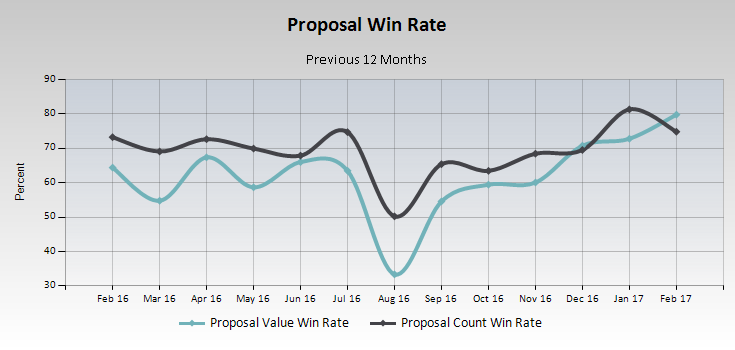 Proposal Win Rate
Previous 12 Months
Percent
90
80
70
60
50
40
30
Feb 16 Mar 16 Apr 16 May 16 Jun 16 Jul 16 Aug 16 Sep 16 Oct 16 Nov 16 Dec 16 Jan 17 Feb 17
Proposal Value Win Rate Proposal Count Win Rate